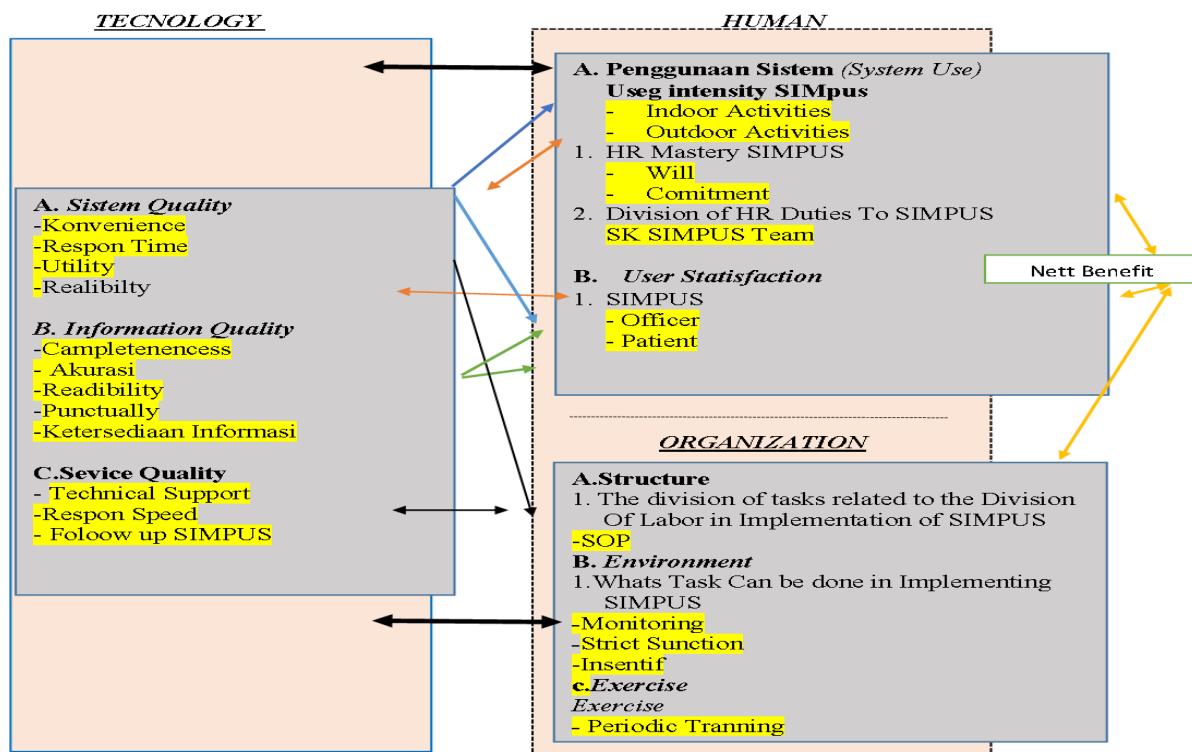 TECNOLOGY
A. Sistem Quality
-Konvenience
-Respon Time
-Utility
-Realibilty
B. Information Quality
-Campletenencess
- Akurasi
-Readibility
-Punctually
-Ketersediaan Informasi
C.Sevice Quality
- Technical Support
-Respon Speed
- Foloow up SIMPUS
HUMAN
A. Penggunaan Sistem (System Use)
Useg intensity SIMpus
- Indoor Activities
- Outdoor Activities
1. HR Mastery SIMPUS
- Will
- Comitment
2. Division of HR Duties To SIMPUS
SK SIMPUS Team
B. User Statisfaction
1. SIMPUS
- Officer
- Patient
ORGANIZATION
A.Structure
1. The division of tasks related to the Division
Of Labor in Implementation of SIMPUS
-SOP
B. Environment
1.Whats Task Can be done in Implementing
SIMPUS
-Monitoring
-Strict Sunction
-Insentif
c.Exercise
Exercise
- Periodic Tranning
Nett Benefit